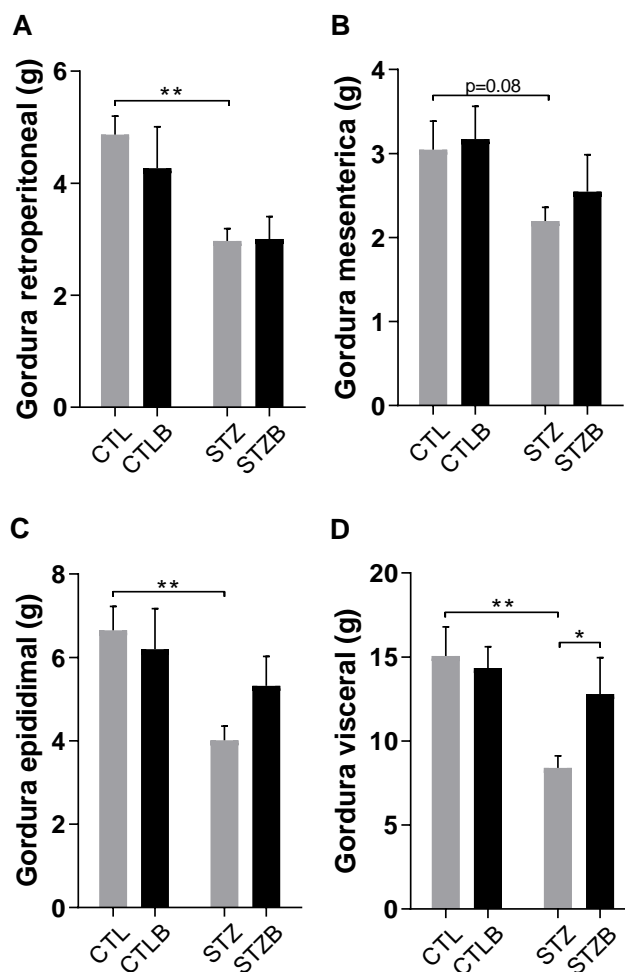 A
Gordura retroperitoneal (g)
6
4
2
0
**
CTL
CTLB
STZ
STZB
B
Gordura mesenterica (g)
4
3
2
1
0
p=0.08
CTL
CTLB
STZ
STZB
C
Gordura epididimal (g)
8
6
4
2
0
**
CTL
CTLB
STZ
STZB
D
Gordura visceral (g)
20
15
10
5
0
**
*
CTL
CTLB
STZ
STZB